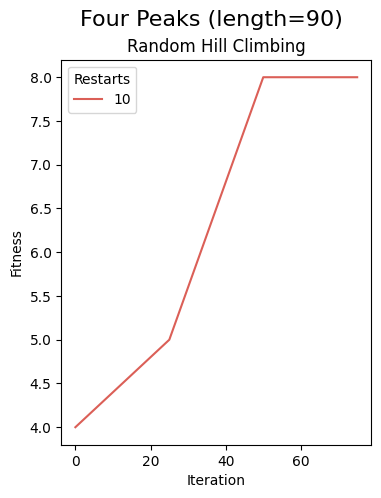 Four Peaks (length=90)
Random Hill Climbing
Restarts
10
8.0
7.5
7.0
6.5
6.0
5.5
5.0
4.5
4.0
Fitness
0 20 40 60
Iteration